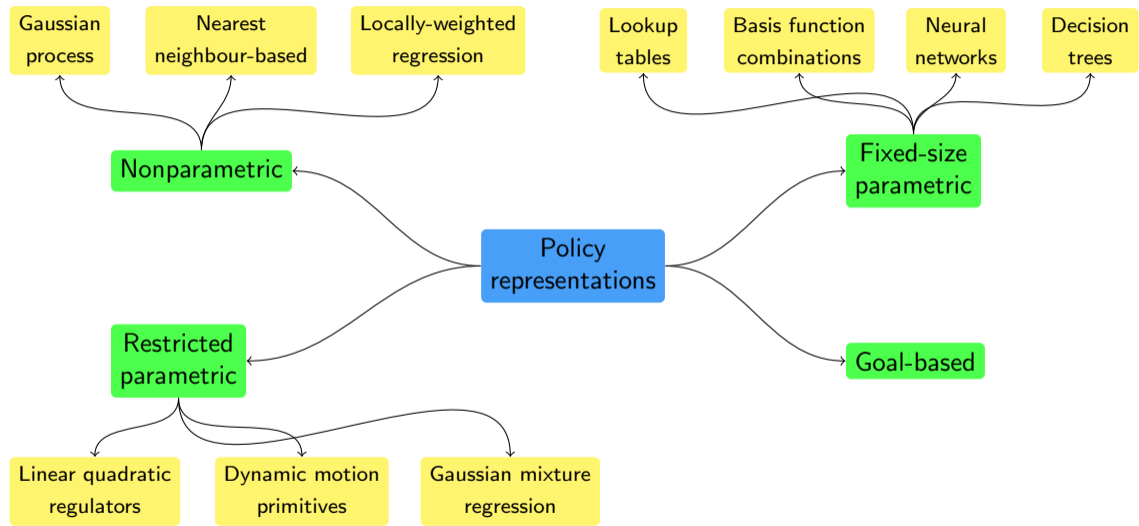 Gaussian
process
Nearest
neighbour-based
Locally-weighted
regression
Lookup
tables
Basis function
combinations
Neural
networks
Decision
trees
Nonparametric
Fixed-size
parametric
Policy
representations
Restricted
parametric
Goal-based
Linear quadratic
regulators
Dynamic motion
primitives
Gaussian mixture
regression